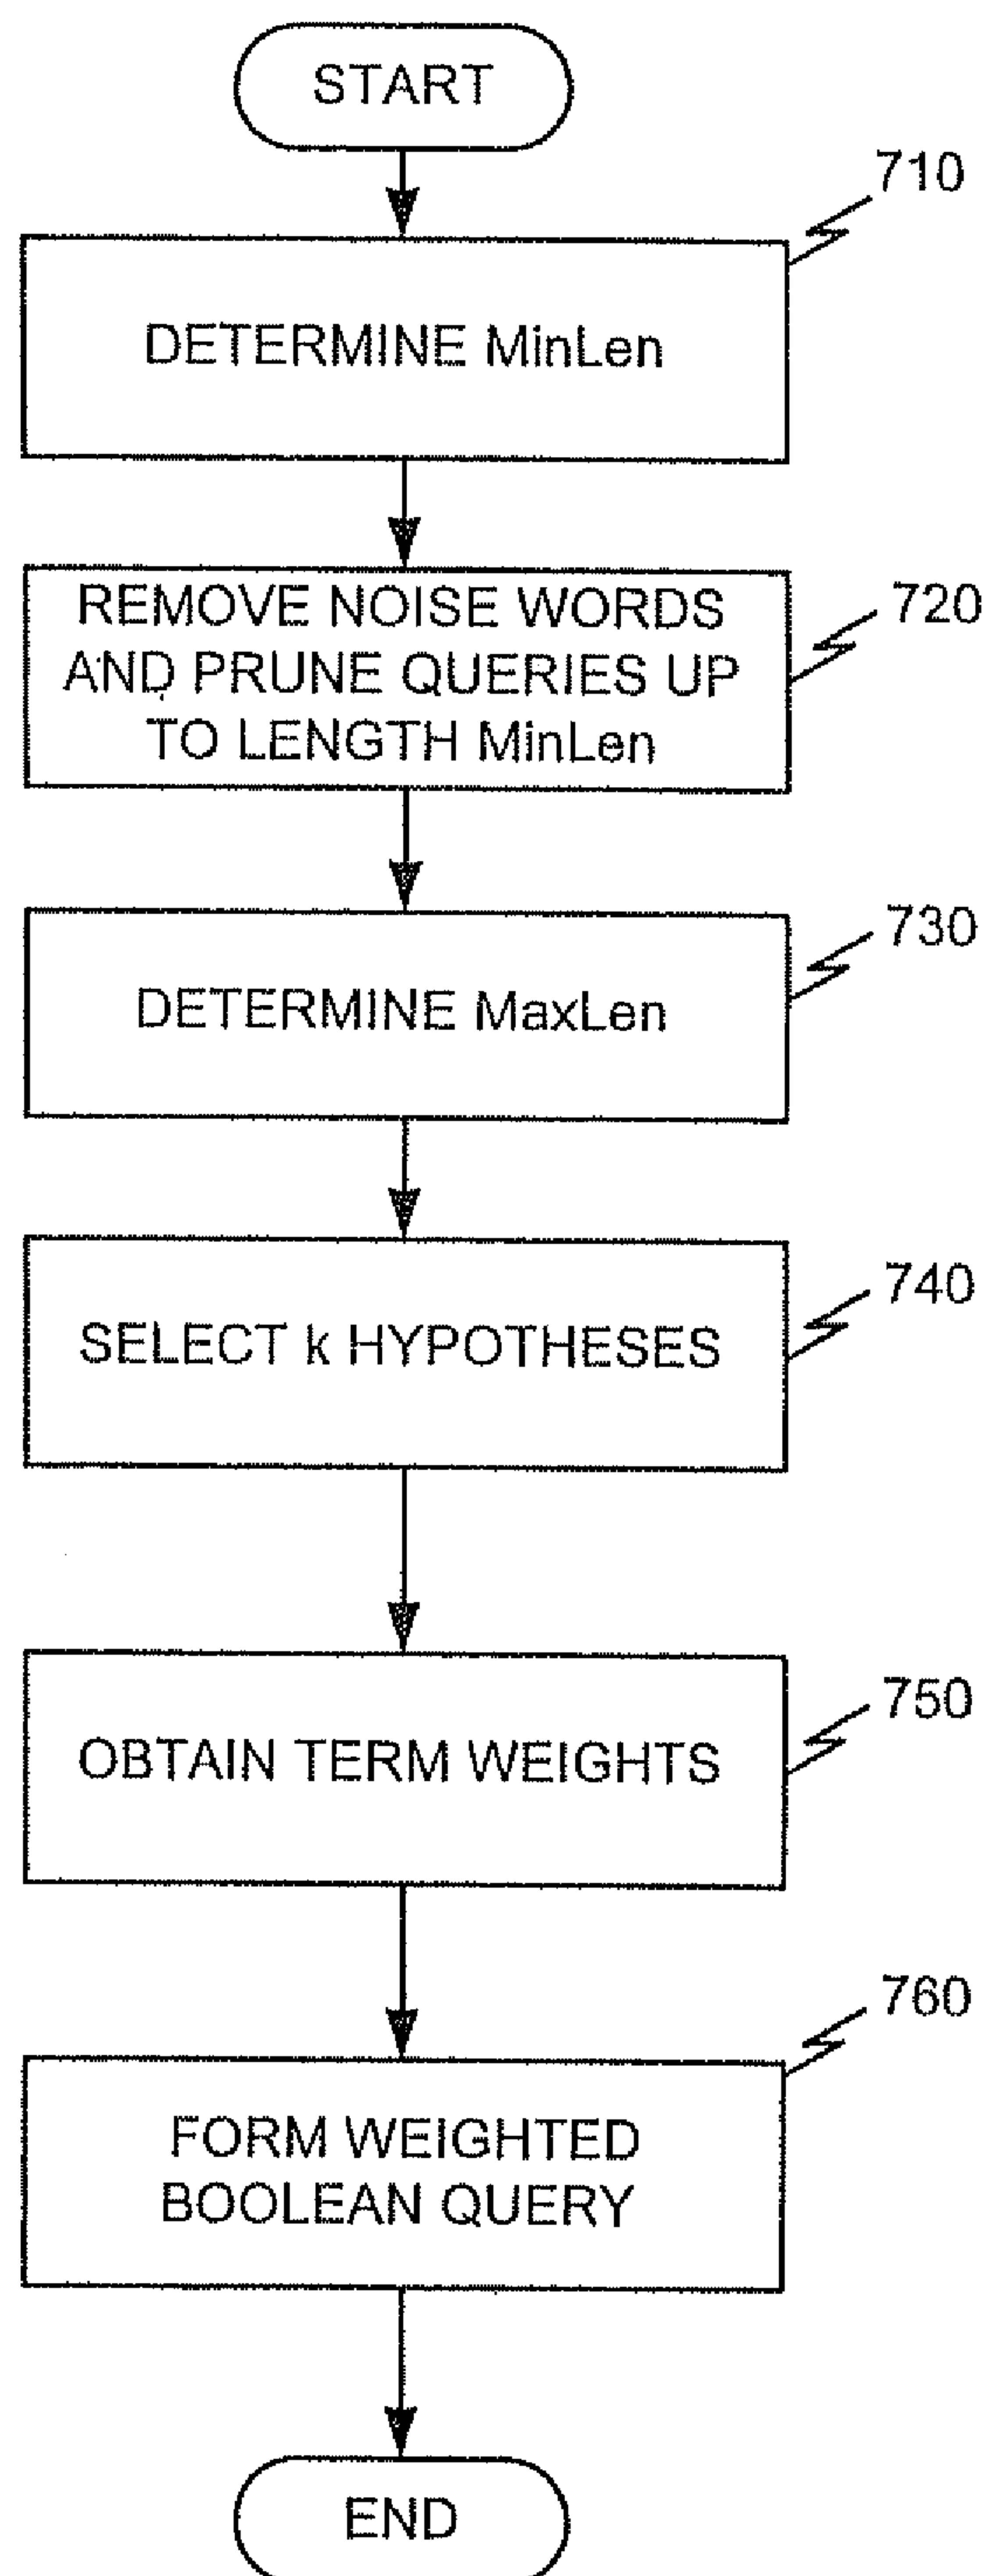 START
710
DETERMINE MinLen
REMOVE NOISE WORDS
AND PRUNE QUERIES UP
TO LENGTH MinLen
720
730
DETERMINE MaxLen
740
SELECT k HYPOTHESES
750
OBTAIN TERM WEIGHTS
760
FORM WEIGHTED
BOOLEAN QUERY
END